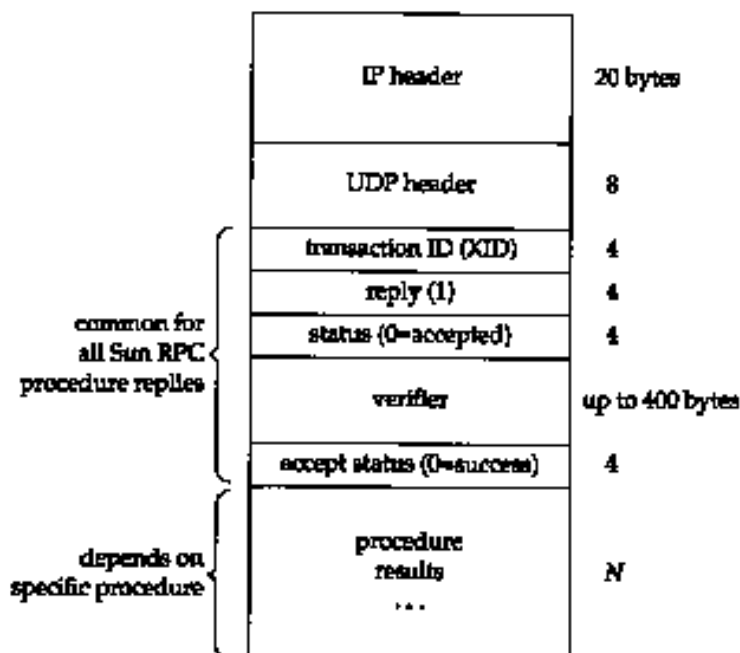 IP header 20 bytes
UDP header 8
transaction ID (XID) 4
reply (1) 4
status (0=accepted) 4
common for
all Sun RPC
procedure replies
verifier up to 400 bytes
accept status (0=success) 4
depends on
specific procedure
procedure
results
...
N